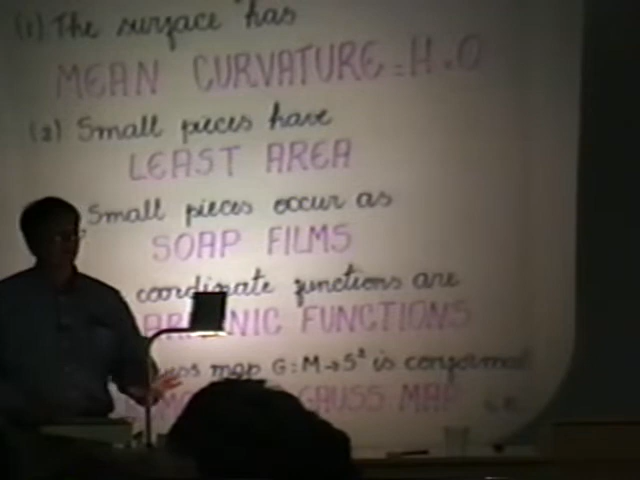 (1) The surface has
MEAN CURVATURE = H.O
(2) Small pieces have
LEAST AREA
Small pieces occur as
SOAP FILMS
coordinate functions are
FUNCTIONS
map G: M → S² is conformal
GAUSS MAP